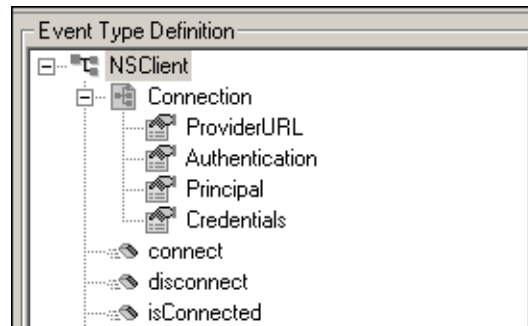 Event Type Definition
NSClient
Connection
ProviderURL
Authentication
Principal
Credentials
connect
disconnect
isConnected